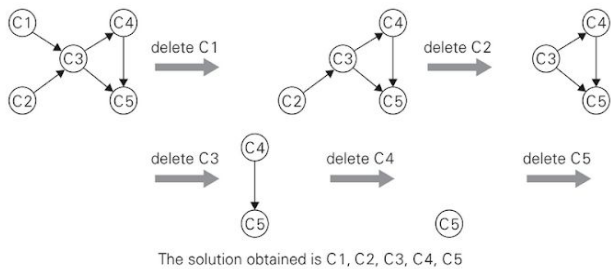 C1 C4
C3
C2 C5
delete C1
C4
C3
C2 C5
delete C2
C4
C3
C5
delete C3
C4
C5
delete C4
C5
delete C5
The solution obtained is C1, C2, C3, C4, C5